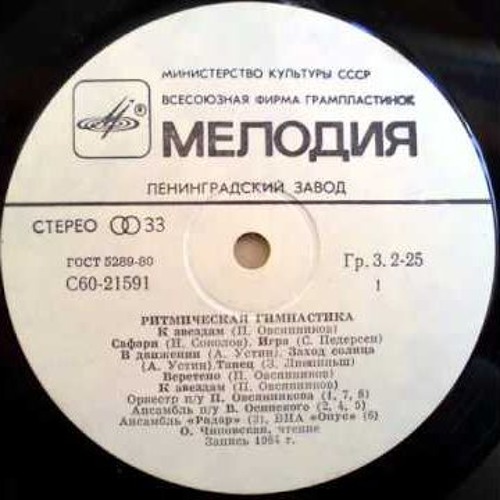 МИНИСТЕРСТВО КУЛЬТУРЫ СССР
ВСЕСОЮЗНАЯ ФИРМА ГРАМПЛАСТИНОК
МЕЛОДИЯ
ЛЕНИНГРАДСКИЙ ЗАВОД
СТЕРЕО 33
ГОСТ 5289-80
Гр. 3. 2-25
С60-21591
1
РИТМИЧЕСКАЯ ГИМНАСТИКА
К звездам (П. Овсянников)
Сафари (Н. Соколов). Игра (С. Педерсен)
В движении (А. Устин). Заход солнца
(А. Устин). Танец (З. Лиепиньш)
Веретено (П. Овсянников)
К звездам (П. Овсянников)
Оркестр п/у П. Овсянникова (1, 7, 8)
Ансамбль п/у В. Осинского (2, 4, 5)
Ансамбль «Радар» (3), ВИА «Опус» (6)
О. чтение
Запись 1984 г.